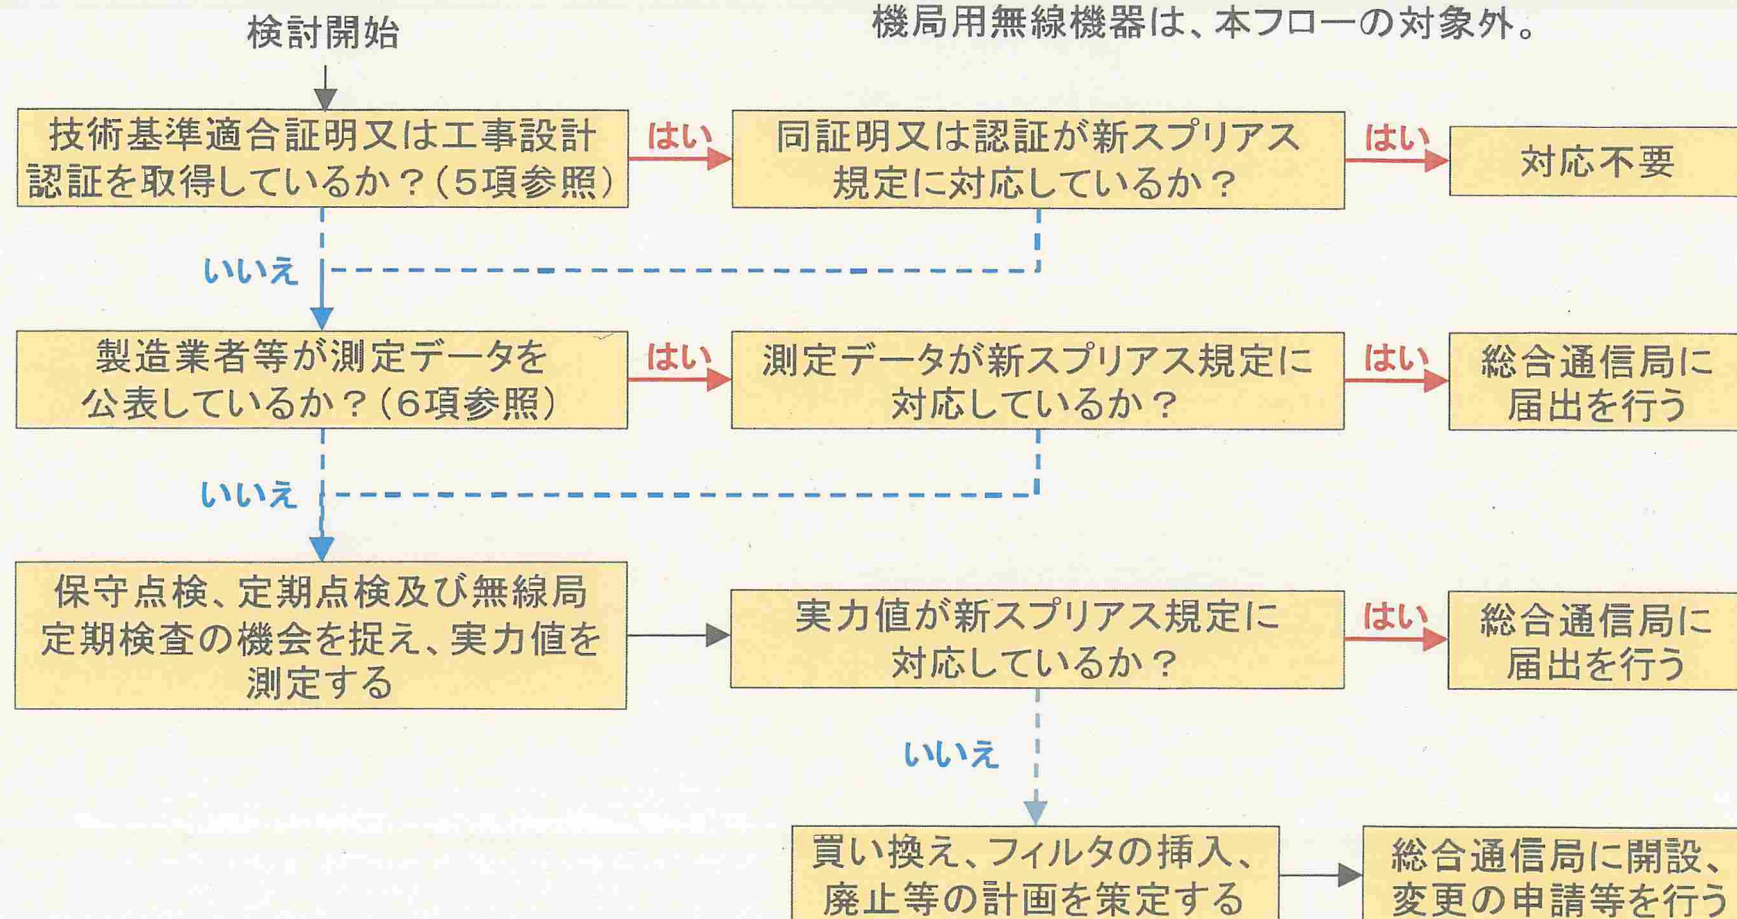 機局用無線機器は、本フローの対象外。
検討開始
技術基準適合証明又は工事設計
認証を取得しているか？（５項参照）
はい
同証明又は認証が新スプリアス
規定に対応しているか？
はい
対応不要
いいえ
製造業者等が測定データを
公表しているか？（６項参照）
はい
測定データが新スプリアス規定に
対応しているか？
はい
総合通信局に
届出を行う
いいえ
保守点検、定期点検及び無線局
定期検査の機会を捉え、実力値を
測定する
実力値が新スプリアス規定に
対応しているか？
はい
総合通信局に
届出を行う
いいえ
買い換え、フィルタの挿入、
廃止等の計画を策定する
総合通信局に開設、
変更の申請等を行う